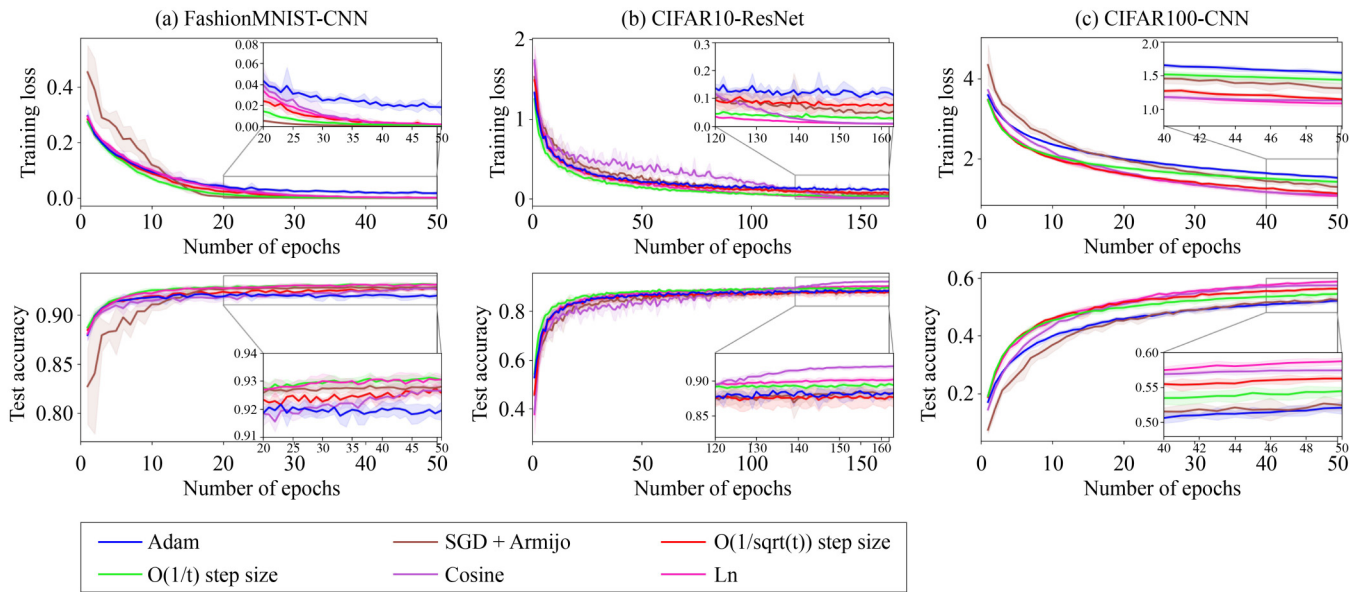 (a) FashionMNIST-CNN
(b) CIFAR10-ResNet
(c) CIFAR100-CNN
Training loss
0.4
0.2
0.0
0.08
0.06
0.04
0.02
0.00
20 25 30 35 40 45 50
0 10 20 30 40 50
Number of epochs
Training loss
2
1
0
0.3
0.2
0.1
0.0
120 130 140 150 160
0 50 100 150
Number of epochs
Training loss
4
2
2.0
1.5
1.0
40 42 44 46 48 50
0 10 20 30 40 50
Number of epochs
Test accuracy
0.90
0.85
0.80
0.94
0.93
0.92
0.91
20 25 30 35 40 45 50
0 10 20 30 40 50
Number of epochs
Test accuracy
0.8
0.6
0.4
0.90
0.85
120 130 140 150 160
0 50 100 150
Number of epochs
Test accuracy
0.6
0.4
0.2
0.60
0.55
0.50
40 42 44 46 48 50
0 10 20 30 40 50
Number of epochs
Adam
SGD + Armijo
O(1/sqrt(t)) step size
O(1/t) step size
Cosine
Ln